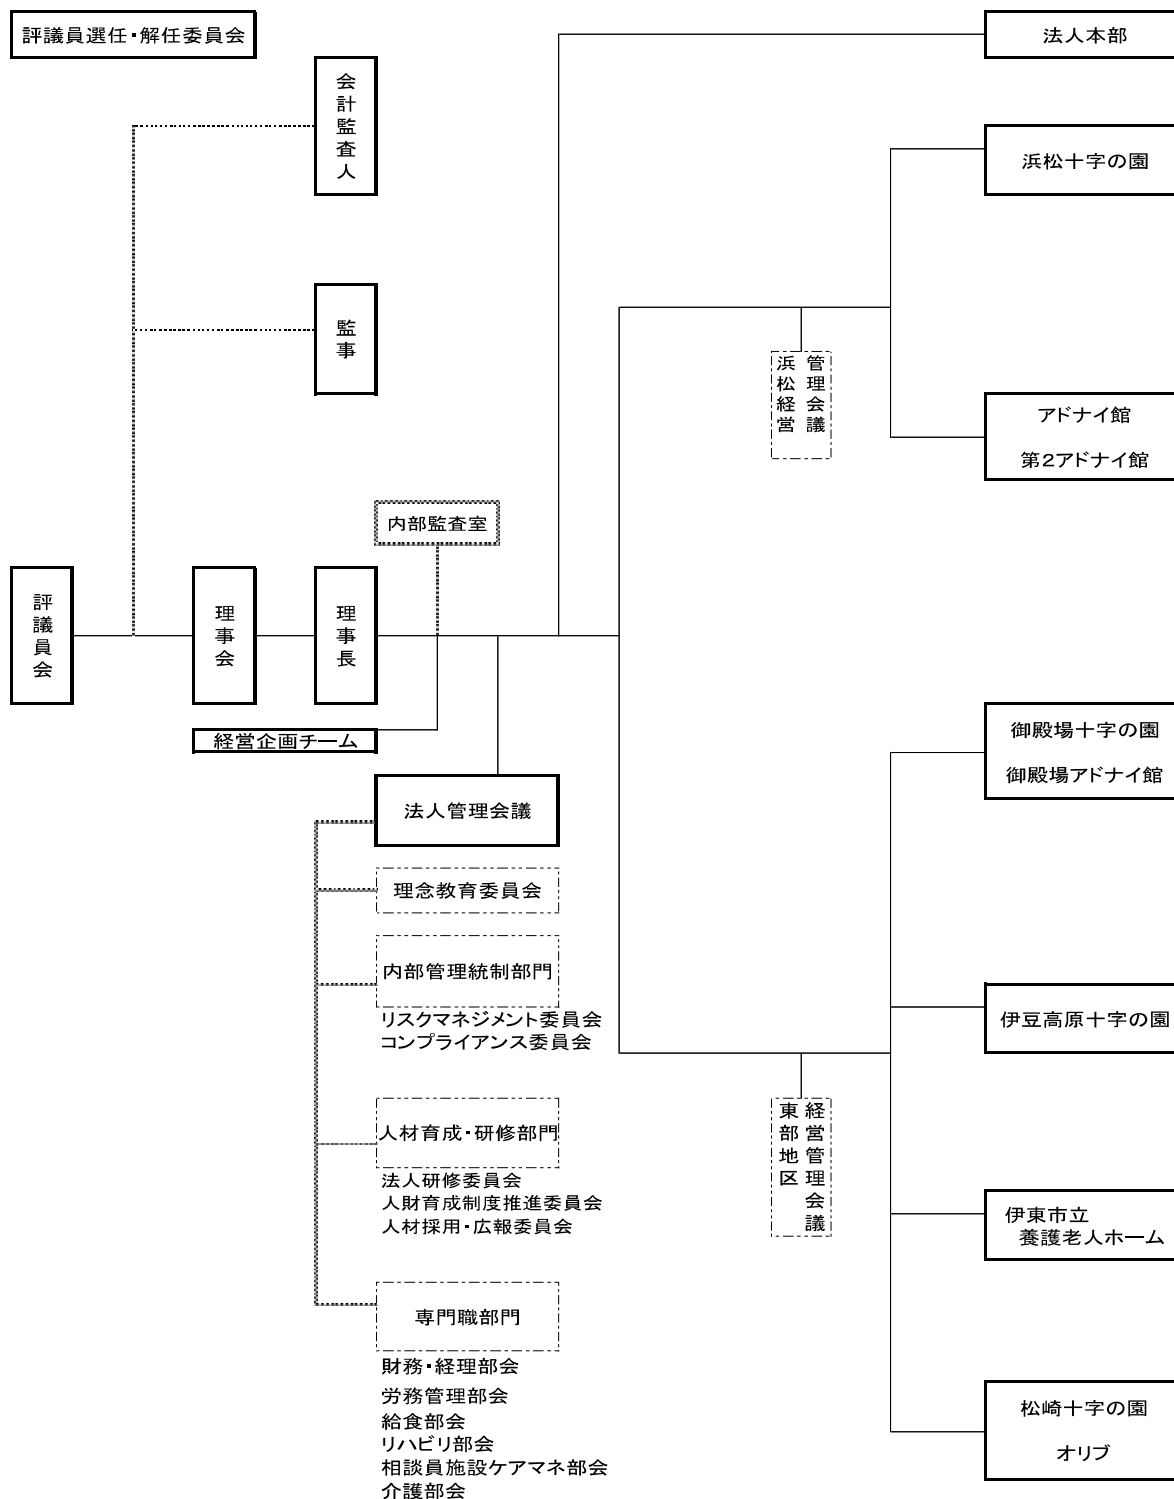 評議員選任・解任委員会
法人本部
会計監査人
浜松十字の園
監事
管理会議
浜松経営
アドナイ館
第2アドナイ館
内部監査室
評議員会
理事会
理事長
経営企画チーム
御殿場十字の園
御殿場アドナイ館
法人管理会議
理念教育委員会
内部管理統制部門
リスクマネジメント委員会
コンプライアンス委員会
伊豆高原十字の園
経営管理会議
東部地区
人材育成・研修部門
法人研修委員会
人財育成制度推進委員会
人材採用・広報委員会
伊東市立
養護老人ホーム
専門職部門
財務・経理部会
労務管理部会
給食部会
リハビリ部会
相談員施設ケアマネ部会
介護部会
松崎十字の園
オリブ